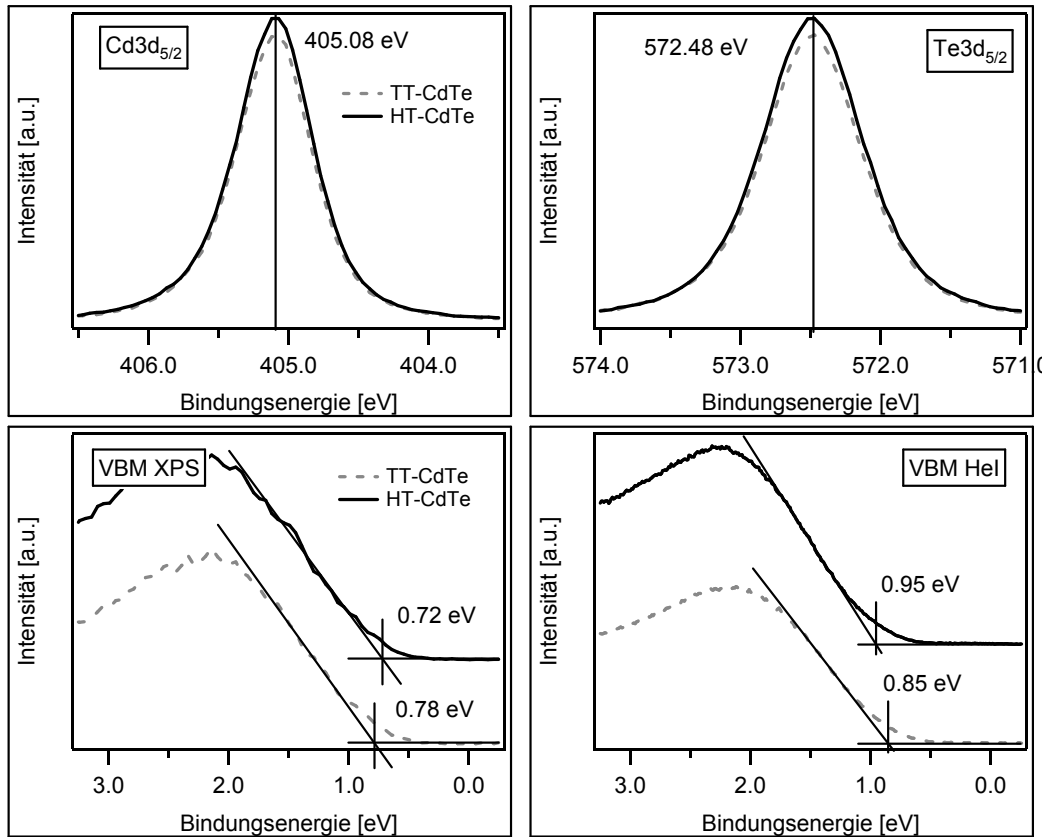 Cd3d5/2
405.08 eV
TT-CdTe
HT-CdTe
Intensität [a.u.]
406.0 405.0 404.0
Bindungsenergie [eV]
572.48 eV
Te3d5/2
Intensität [a.u.]
574.0 573.0 572.0 571.0
Bindungsenergie [eV]
VBM XPS
TT-CdTe
HT-CdTe
0.72 eV
0.78 eV
Intensität [a.u.]
3.0 2.0 1.0 0.0
Bindungsenergie [eV]
VBM HeI
0.95 eV
0.85 eV
Intensität [a.u.]
3.0 2.0 1.0 0.0
Bindungsenergie [eV]